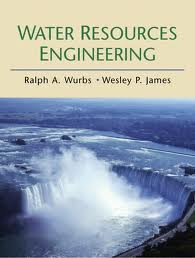 WATER RESOURCES
ENGINEERING
Ralph A. Wurbs • Wesley P. James